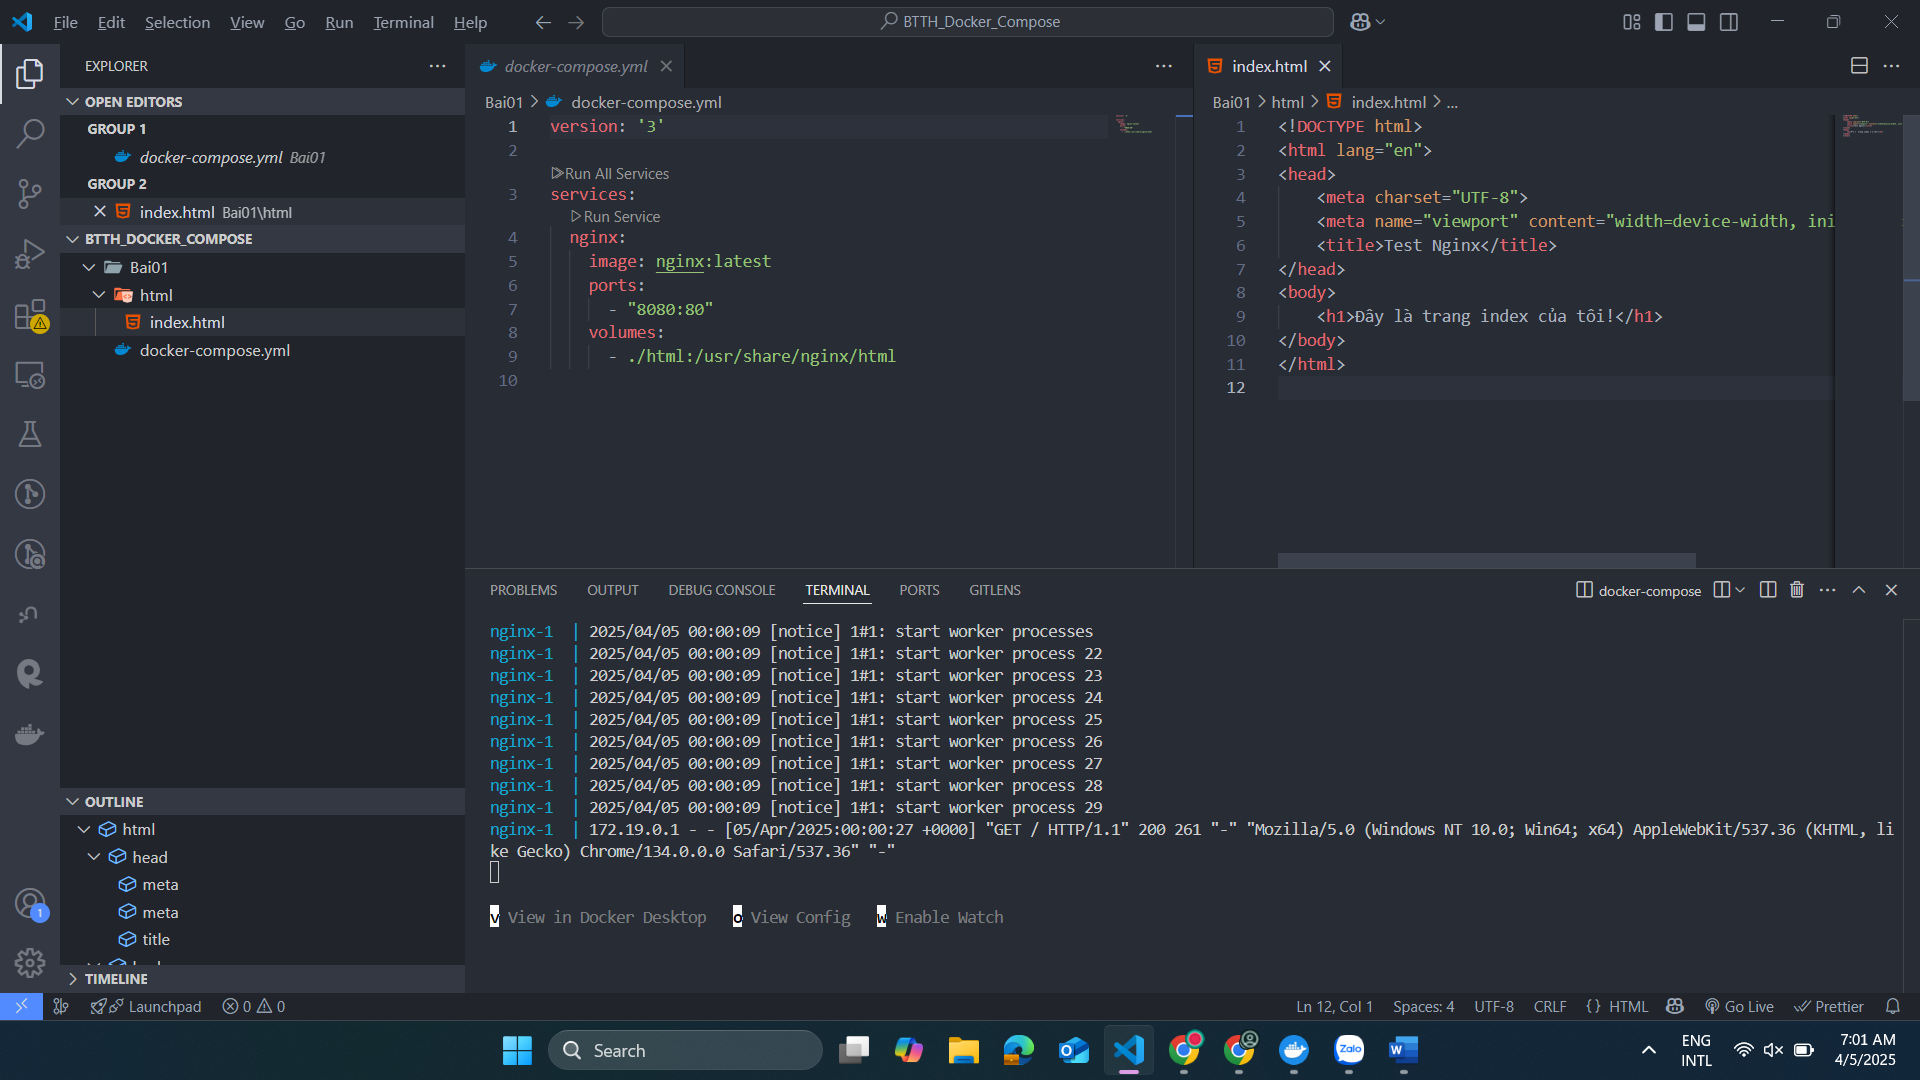 File Edit Selection View Go Run Terminal Help
BTTH_Docker_Compose
EXPLORER
OPEN EDITORS
GROUP 1
docker-compose.yml Bai01
GROUP 2
index.html Bai01\html
BTTH_DOCKER_COMPOSE
Bai01
html
index.html
docker-compose.yml
OUTLINE
html
head
meta
meta
title
TIMELINE
docker-compose.yml
Bai01 > docker-compose.yml
1 version: '3'
2
Run All Services
3 services:
Run Service
4 nginx:
5 image: nginx:latest
6 ports:
7 - "8080:80"
8 volumes:
9 - ./html:/usr/share/nginx/html
10
index.html
Bai01 > html > index.html > ...
1 <!DOCTYPE html>
2 <html lang="en">
3 <head>
4 <meta charset="UTF-8">
5 <meta name="viewport" content="width=device-width, ini
6 <title>Test Nginx</title>
7 </head>
8 <body>
9 <h1>Đây là trang index của tôi!</h1>
10 </body>
11 </html>
12
PROBLEMS OUTPUT DEBUG CONSOLE TERMINAL PORTS GITLENS
docker-compose
nginx-1 | 2025/04/05 00:00:09 [notice] 1#1: start worker processes
nginx-1 | 2025/04/05 00:00:09 [notice] 1#1: start worker process 22
nginx-1 | 2025/04/05 00:00:09 [notice] 1#1: start worker process 23
nginx-1 | 2025/04/05 00:00:09 [notice] 1#1: start worker process 24
nginx-1 | 2025/04/05 00:00:09 [notice] 1#1: start worker process 25
nginx-1 | 2025/04/05 00:00:09 [notice] 1#1: start worker process 26
nginx-1 | 2025/04/05 00:00:09 [notice] 1#1: start worker process 27
nginx-1 | 2025/04/05 00:00:09 [notice] 1#1: start worker process 28
nginx-1 | 2025/04/05 00:00:09 [notice] 1#1: start worker process 29
nginx-1 | 172.19.0.1 - - [05/Apr/2025:00:00:27 +0000] "GET / HTTP/1.1" 200 261 "-" "Mozilla/5.0 (Windows NT 10.0; Win64; x64) AppleWebKit/537.36 (KHTML, li
ke Gecko) Chrome/134.0.0.0 Safari/537.36" "-"
v View in Docker Desktop o View Config w Enable Watch
1
Launchpad 0 0
Ln 12, Col 1 Spaces: 4 UTF-8 CRLF {} HTML Go Live Prettier
Search
Zalo
ENG
INTL
7:01 AM
4/5/2025